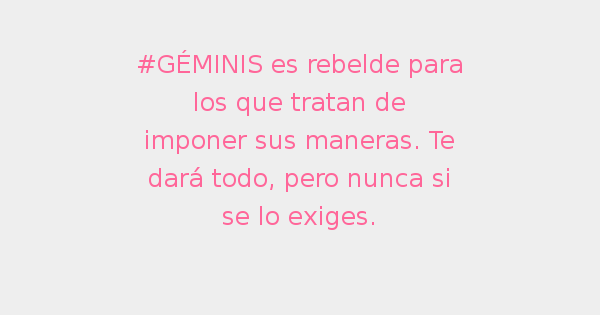 #GÉMINIS es rebelde para
los que tratan de
imponer sus maneras. Te
dará todo, pero nunca si
se lo exiges.